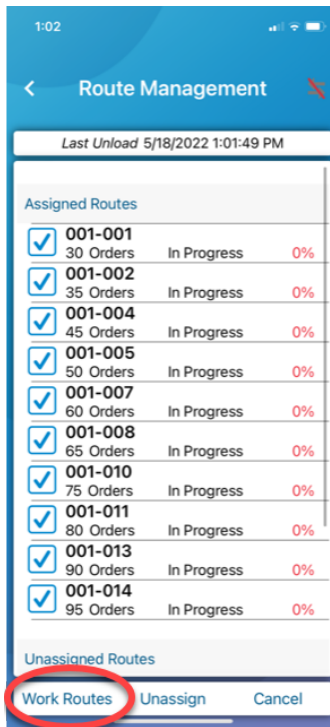 1:02
Route Management
Last Unload 5/18/2022 1:01:49 PM
Assigned Routes
001-001
30 Orders In Progress 0%
001-002
35 Orders In Progress 0%
001-004
45 Orders In Progress 0%
001-005
50 Orders In Progress 0%
001-007
60 Orders In Progress 0%
001-008
65 Orders In Progress 0%
001-010
75 Orders In Progress 0%
001-011
80 Orders In Progress 0%
001-013
90 Orders In Progress 0%
001-014
95 Orders In Progress 0%
Unassigned Routes
Work Routes Unassign Cancel